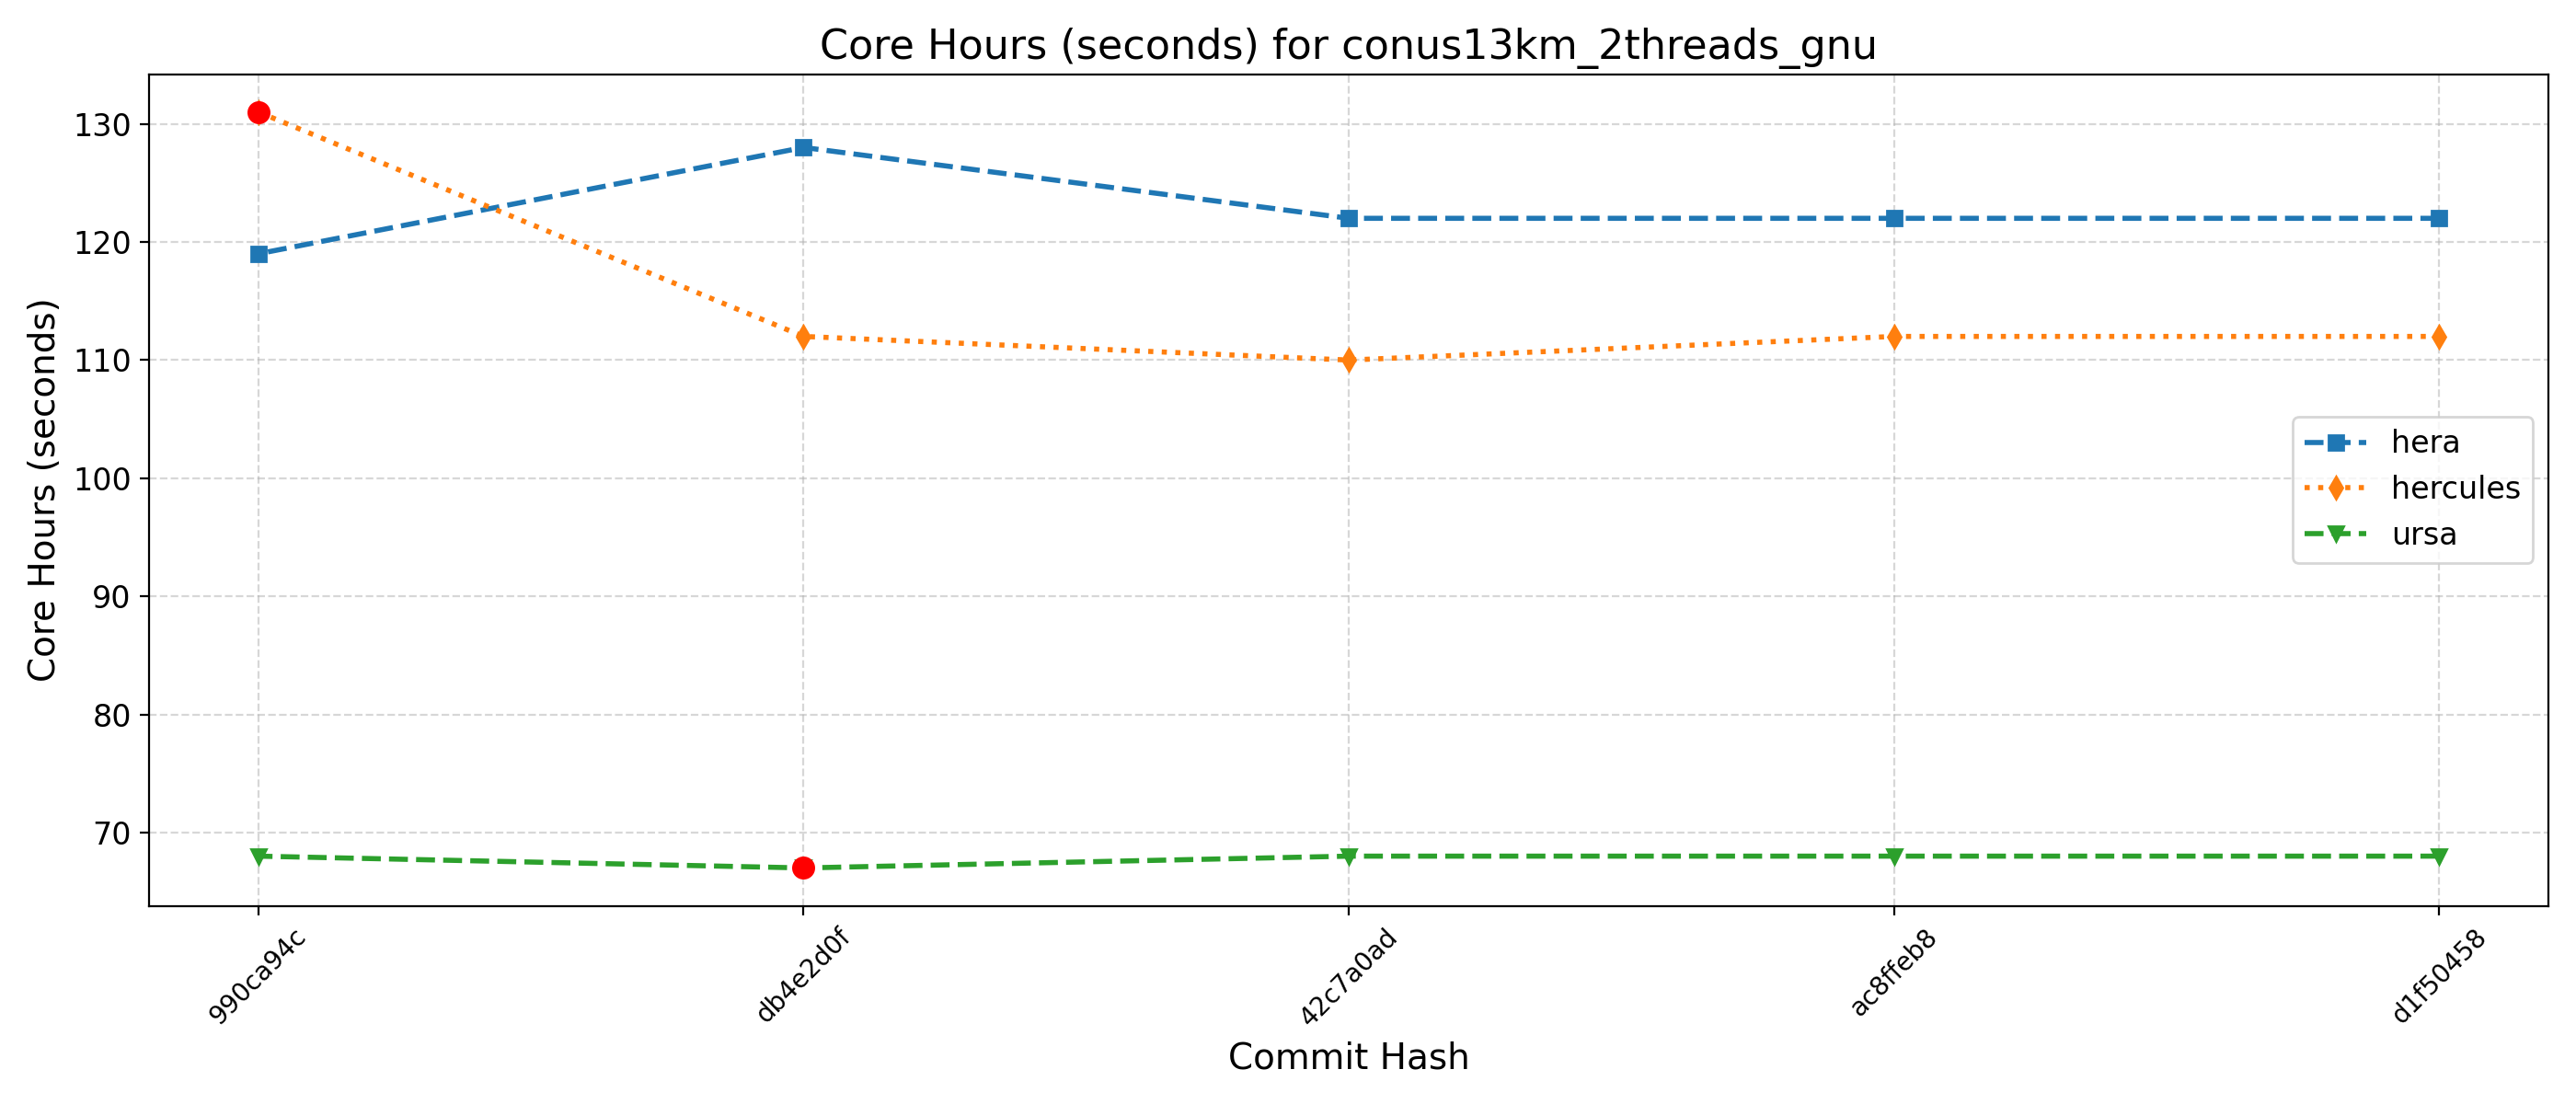 Core Hours (seconds) for conus13km_2threads_gnu
Core Hours (seconds)
130
120
110
100
90
80
70
hera
hercules
ursa
990ca94c
db4e2d0f
42c7a0ad
ac8ffeb8
d1f50458
Commit Hash